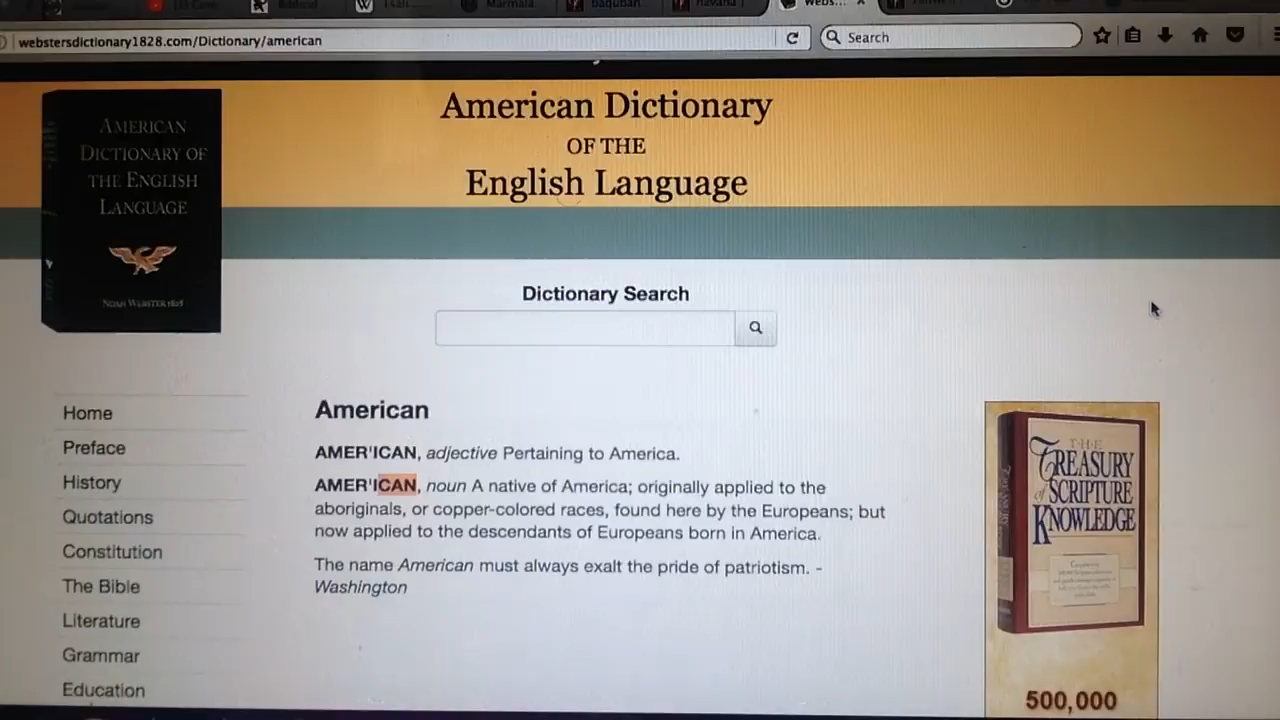 webstersdictionary1828.com/Dictionary/american
Search
American Dictionary
OF THE
English Language
AMERICAN
DICTIONARY OF
THE ENGLISH
LANGUAGE
NOAH WEBSTER 1828
Dictionary Search
Home
Preface
History
Quotations
Constitution
The Bible
Literature
Grammar
Education
American
AMER'ICAN, adjective Pertaining to America.
AMER'ICAN, noun A native of America; originally applied to the
aboriginals, or copper-colored races, found here by the Europeans; but
now applied to the descendants of Europeans born in America.
The name American must always exalt the pride of patriotism. -
Washington
THE
TREASURY
of SCRIPTURE
KNOWLEDGE
500,000